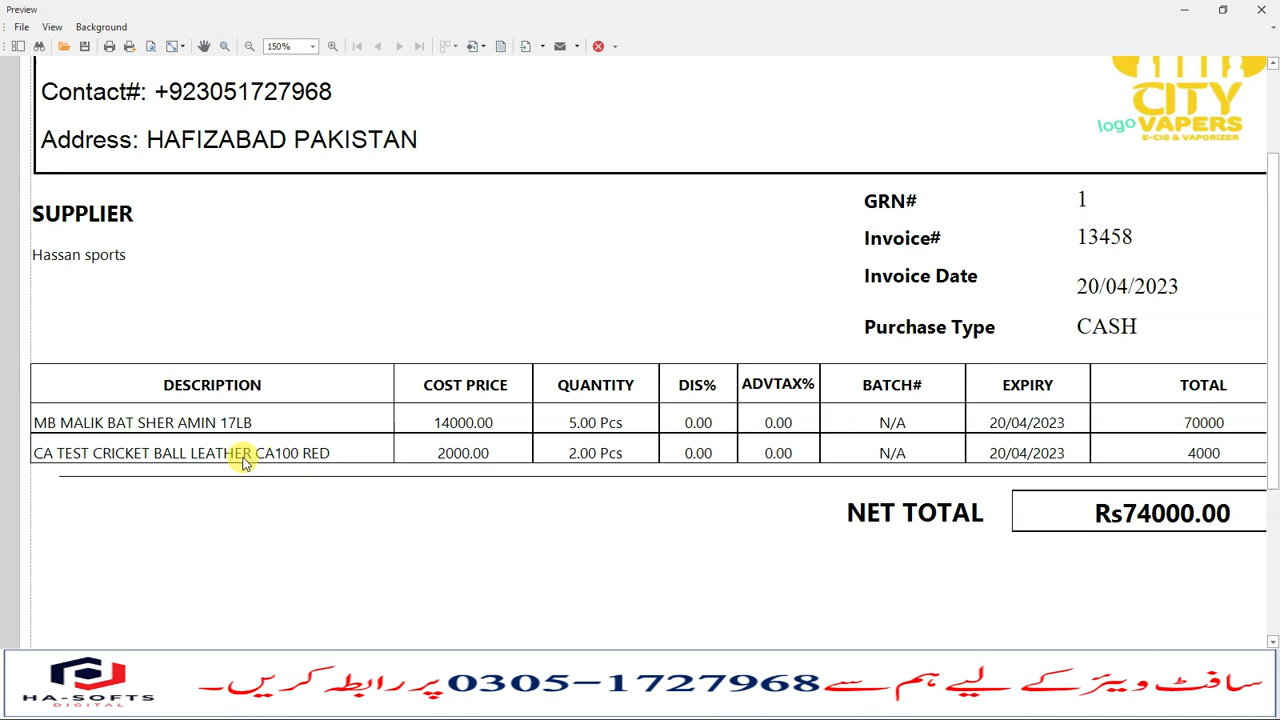 Preview
File View Background
150%
Contact#: +923051727968
Address: HAFIZABAD PAKISTAN
logo
CITY
VAPERS
E-CIG & VAPORIZER
SUPPLIER
Hassan sports
GRN# 1
Invoice# 13458
Invoice Date 20/04/2023
Purchase Type CASH
DESCRIPTION COST PRICE QUANTITY DIS% ADVTAX% BATCH# EXPIRY TOTAL
MB MALIK BAT SHER AMIN 17LB 14000.00 5.00 Pcs 0.00 0.00 N/A 20/04/2023 70000
CA TEST CRICKET BALL LEATHER CA100 RED 2000.00 2.00 Pcs 0.00 0.00 N/A 20/04/2023 4000
NET TOTAL Rs74000.00
HA-SOFTS
DIGITAL
سافٹ ویئر کے لیے ہم سے 0305-1727968 پر رابطہ کریں۔